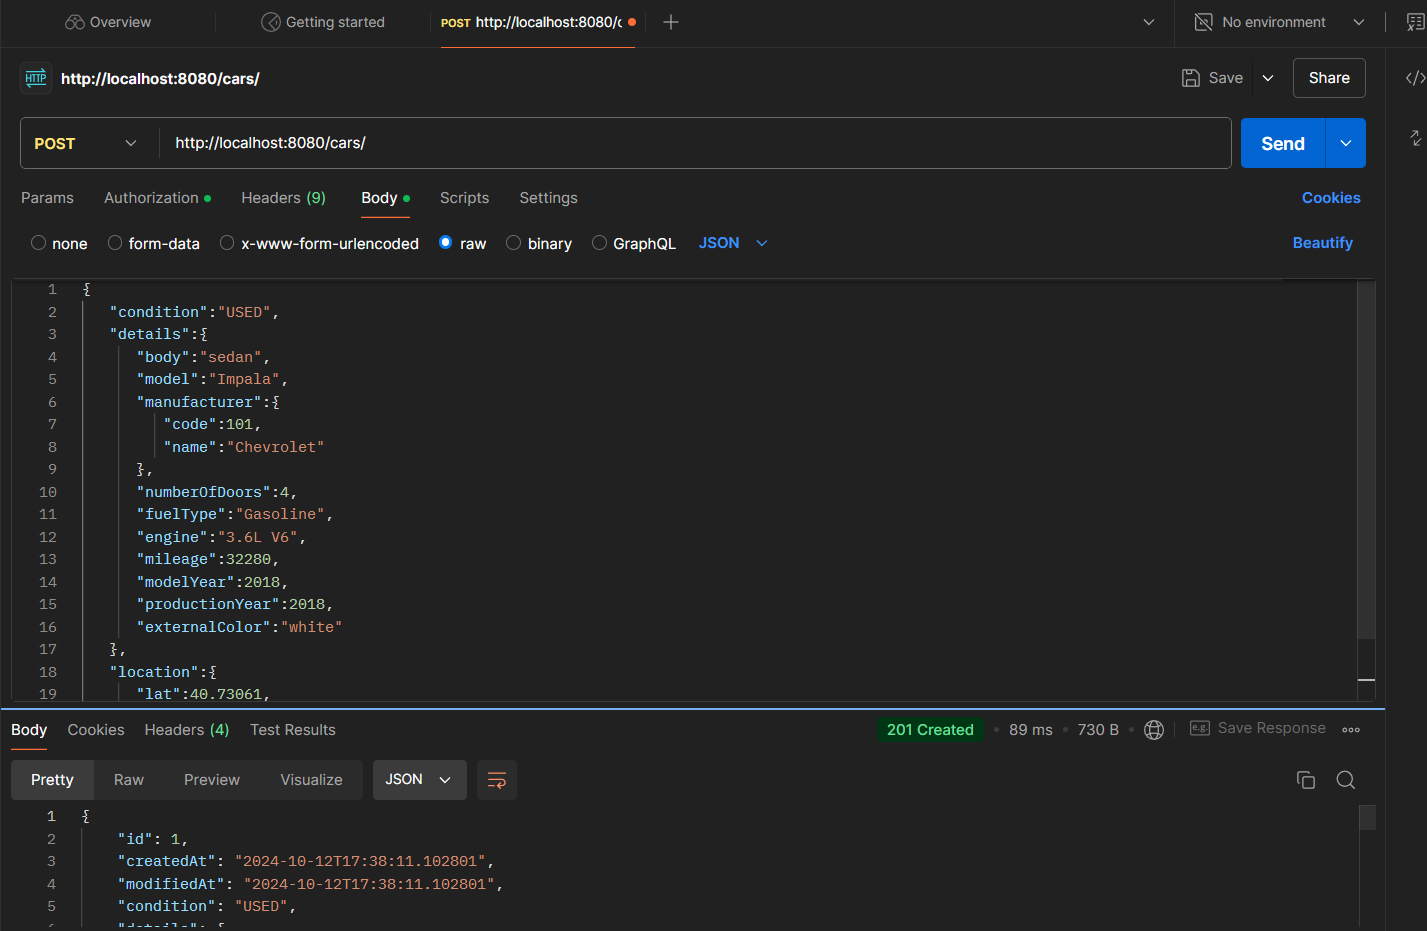 Overview
Getting started
POST http://localhost:8080/c
No environment
HTTP http://localhost:8080/cars/
Save
Share
</>
POST http://localhost:8080/cars/
Send
Params Authorization Headers (9) Body Scripts Settings
Cookies
none form-data x-www-form-urlencoded raw binary GraphQL JSON
Beautify
1 {
2 "condition":"USED",
3 "details":{
4 "body":"sedan",
5 "model":"Impala",
6 "manufacturer":{
7 "code":101,
8 "name":"Chevrolet"
9 },
10 "numberOfDoors":4,
11 "fuelType":"Gasoline",
12 "engine":"3.6L V6",
13 "mileage":32280,
14 "modelYear":2018,
15 "productionYear":2018,
16 "externalColor":"white"
17 },
18 "location":{
19 "lat":40.73061,
Body Cookies Headers (4) Test Results
201 Created • 89 ms • 730 B •
e.g. Save Response
Pretty Raw Preview Visualize JSON
1 {
2 "id": 1,
3 "createdAt": "2024-10-12T17:38:11.102801",
4 "modifiedAt": "2024-10-12T17:38:11.102801",
5 "condition": "USED",
6 "details": {